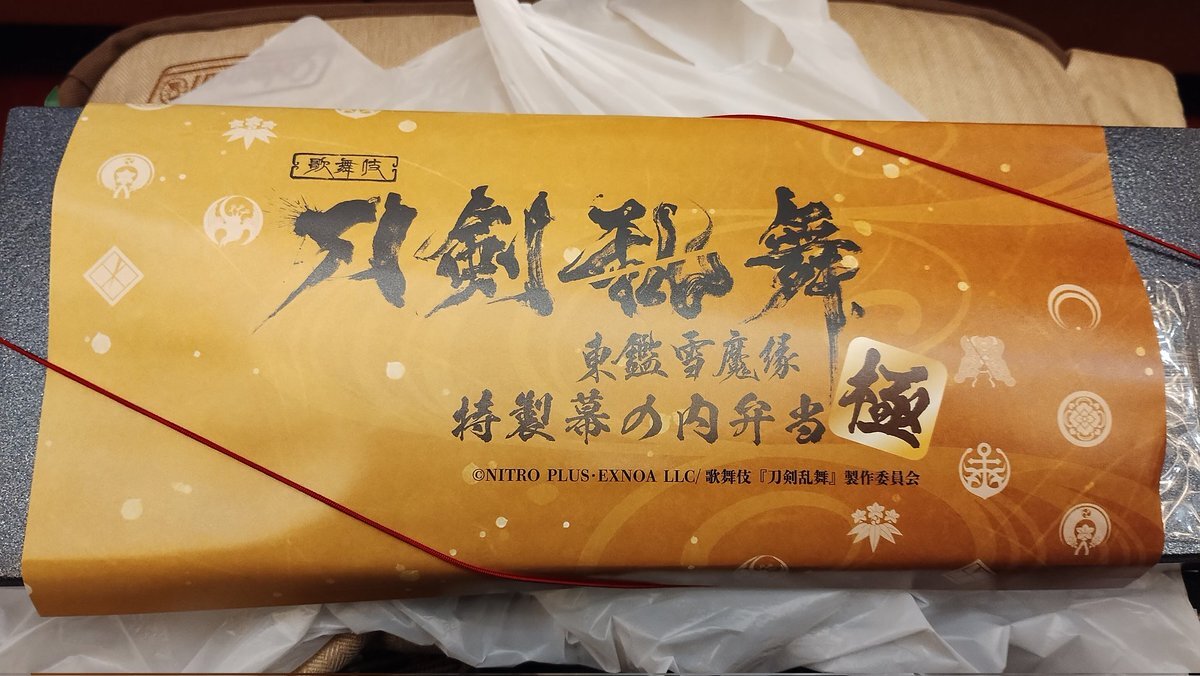 歌舞伎
刀剣乱舞
東鑑雪魔縁
特製幕の内弁当 極
©NITRO PLUS・EXNOA LLC/ 歌舞伎『刀剣乱舞』製作委員会